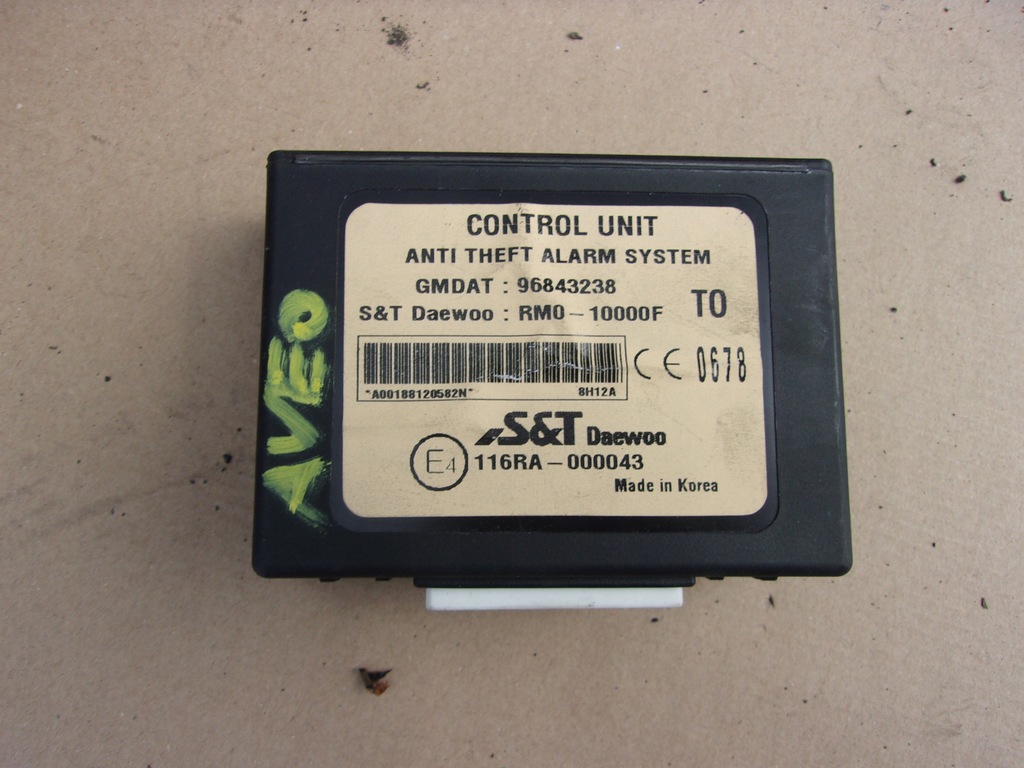 CONTROL UNIT
ANTI THEFT ALARM SYSTEM
GMDAT : 96843238
S&T Daewoo : RM0-10000F
TO
*A00188120582N*
8H12A
CE 0678
S&T Daewoo
E4
116RA-000043
Made in Korea
AVEO